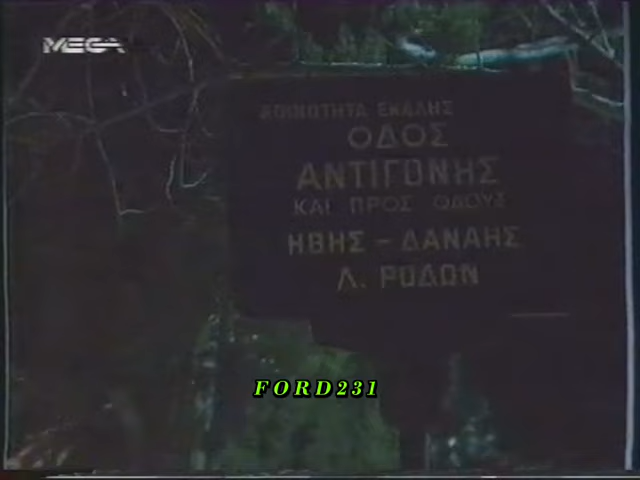 MEGA
ΚΟΙΝΟΤΗΤΑ ΕΚΑΛΗΣ
ΟΔΟΣ
ΑΝΤΙΓΟΝΗΣ
ΚΑΙ ΠΡΟΣ ΟΔΟΥΣ
ΗΒΗΣ - ΔΑΝΑΗΣ
Λ. ΡΟΔΩΝ
FORD231